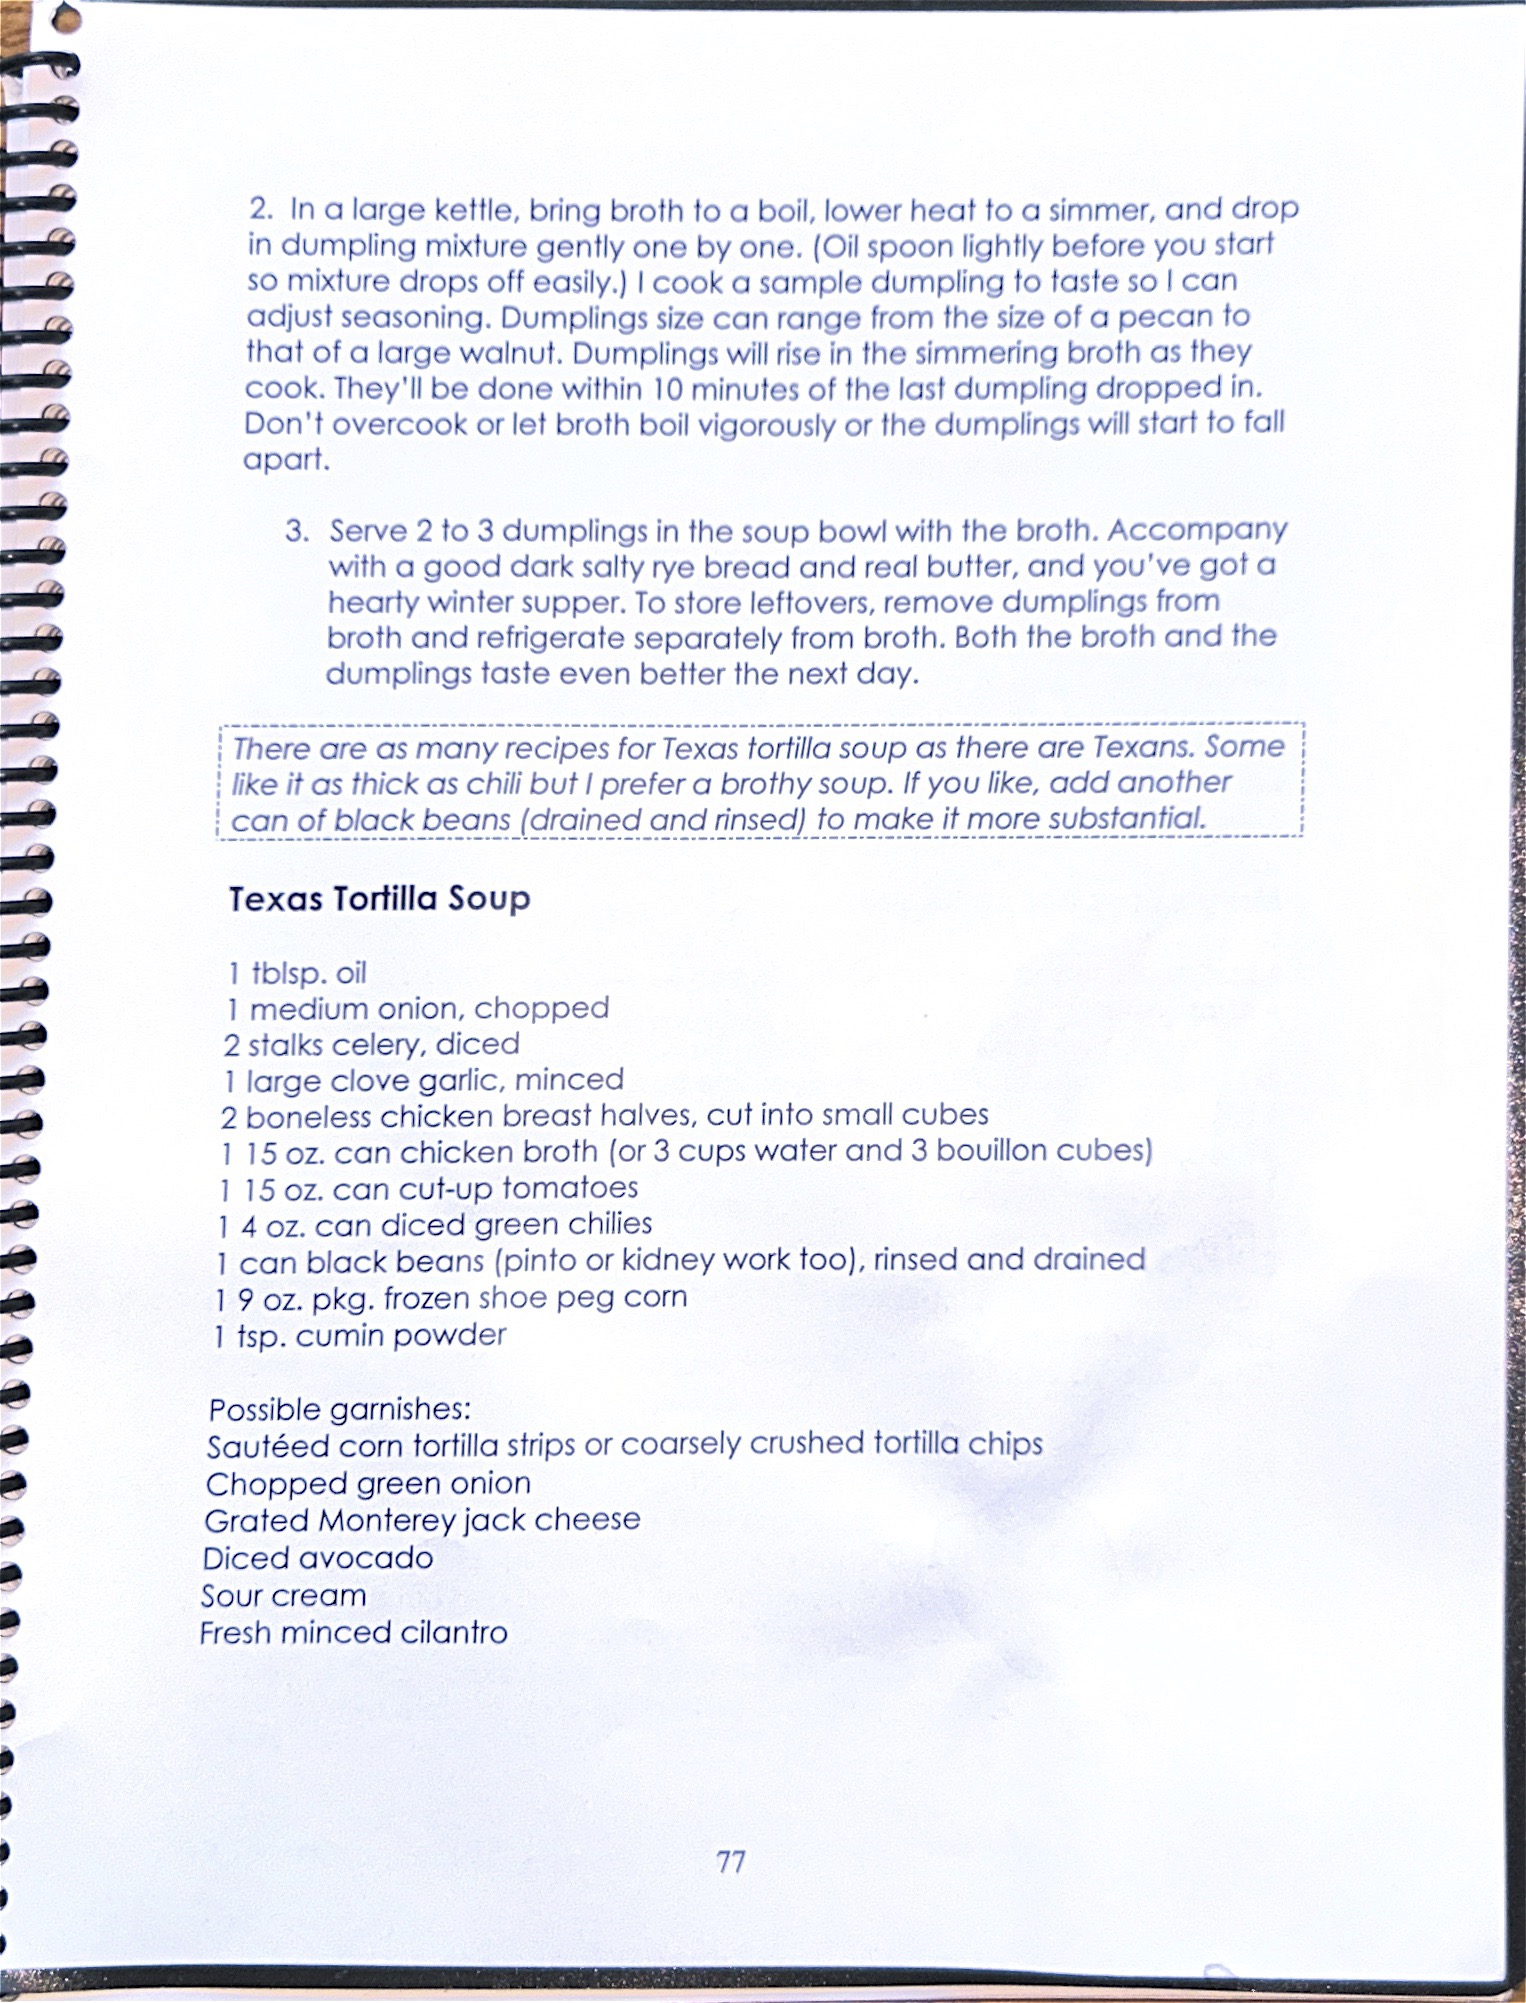 2. In a large kettle, bring broth to a boil, lower heat to a simmer, and drop
in dumpling mixture gently one by one. (Oil spoon lightly before you start
so mixture drops off easily.) I cook a sample dumpling to taste so I can
adjust seasoning. Dumplings size can range from the size of a pecan to
that of a large walnut. Dumplings will rise in the simmering broth as they
cook. They'll be done within 10 minutes of the last dumpling dropped in.
Don't overcook or let broth boil vigorously or the dumplings will start to fall
apart.
3. Serve 2 to 3 dumplings in the soup bowl with the broth. Accompany
with a good dark salty rye bread and real butter, and you've got a
hearty winter supper. To store leftovers, remove dumplings from
broth and refrigerate separately from broth. Both the broth and the
dumplings taste even better the next day.
There are as many recipes for Texas tortilla soup as there are Texans. Some
like it as thick as chili but I prefer a brothy soup. If you like, add another
can of black beans (drained and rinsed) to make it more substantial.
Texas Tortilla Soup
1 tblsp. oil
1 medium onion, chopped
2 stalks celery, diced
1 large clove garlic, minced
2 boneless chicken breast halves, cut into small cubes
1 15 oz. can chicken broth (or 3 cups water and 3 bouillon cubes)
1 15 oz. can cut-up tomatoes
1 4 oz. can diced green chilies
1 can black beans (pinto or kidney work too), rinsed and drained
1 9 oz. pkg. frozen shoe peg corn
1 tsp. cumin powder
Possible garnishes:
Sautéed corn tortilla strips or coarsely crushed tortilla chips
Chopped green onion
Grated Monterey jack cheese
Diced avocado
Sour cream
Fresh minced cilantro
77